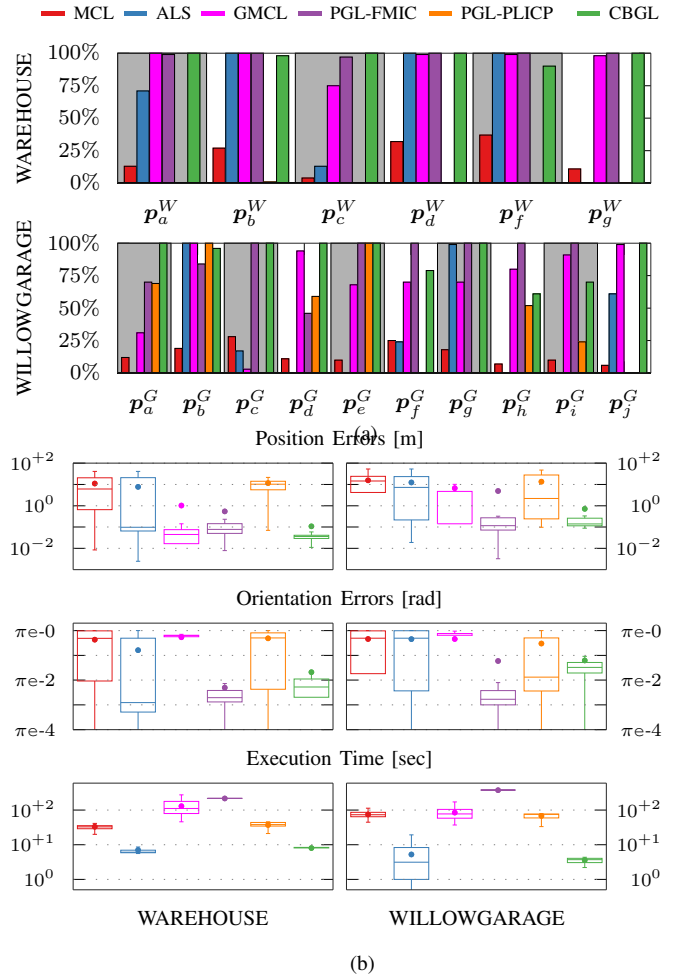 MCL ALS GMCL PGL-FMIC PGL-PLICP CBGL
WAREHOUSE
100%
75%
50%
25%
0%
p_a^W p_b^W p_c^W p_d^W p_f^W p_g^W
WILLOWGARAGE
100%
75%
50%
25%
0%
p_a^G p_b^G p_c^G p_d^G p_e^G p_f^G p_g^G p_h^G p_i^G p_j^G
(a)
Position Errors [m]
10^{+2} 10^{+2}
10^0 10^0
10^{−2} 10^{−2}
Orientation Errors [rad]
πe-0 πe-0
πe−2 πe−2
πe−4 πe−4
Execution Time [sec]
10^{+2} 10^{+2}
10^{+1} 10^{+1}
10^0 10^0
WAREHOUSE WILLOWGARAGE
(b)